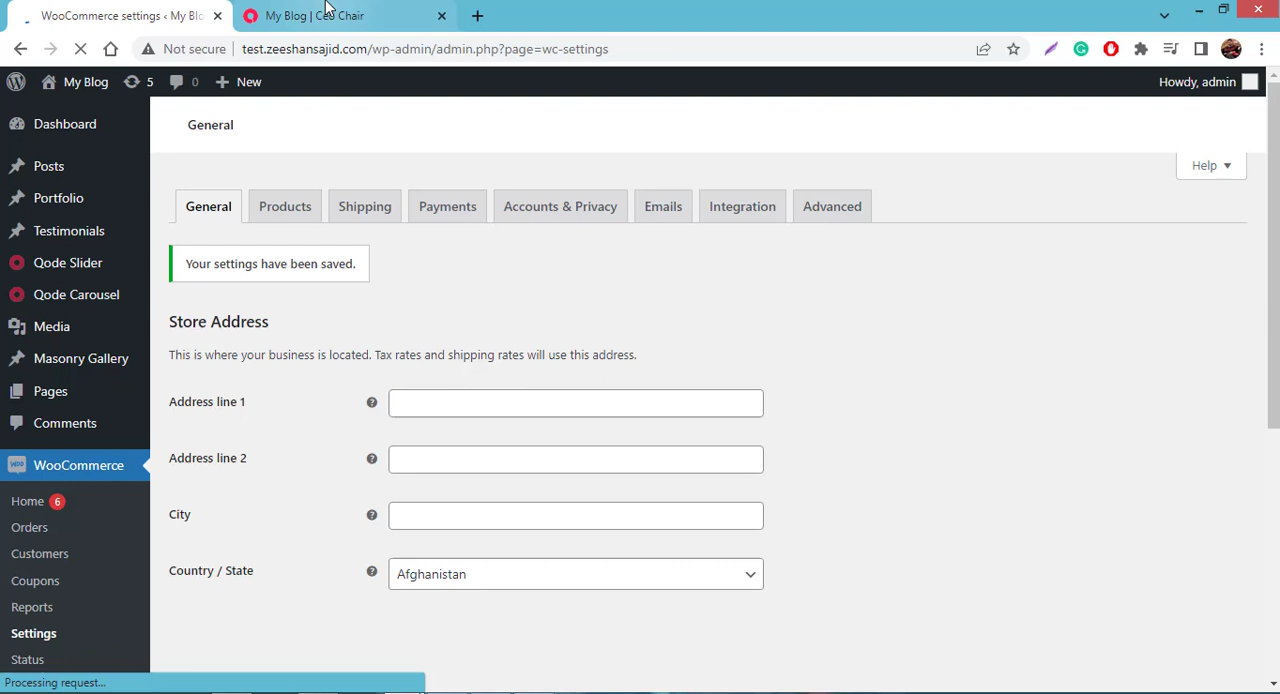 WooCommerce settings ‹ My Blo
My Blog | Ceo Chair
Not secure
test.zeeshansajid.com/wp-admin/admin.php?page=wc-settings
My Blog
5
0
New
Howdy, admin
Dashboard
Posts
Portfolio
Testimonials
Qode Slider
Qode Carousel
Media
Masonry Gallery
Pages
Comments
WooCommerce
Home 6
Orders
Customers
Coupons
Reports
Settings
Status
General
Help
General Products Shipping Payments Accounts & Privacy Emails Integration Advanced
Your settings have been saved.
Store Address
This is where your business is located. Tax rates and shipping rates will use this address.
Address line 1
Address line 2
City
Country / State
Afghanistan
Processing request...